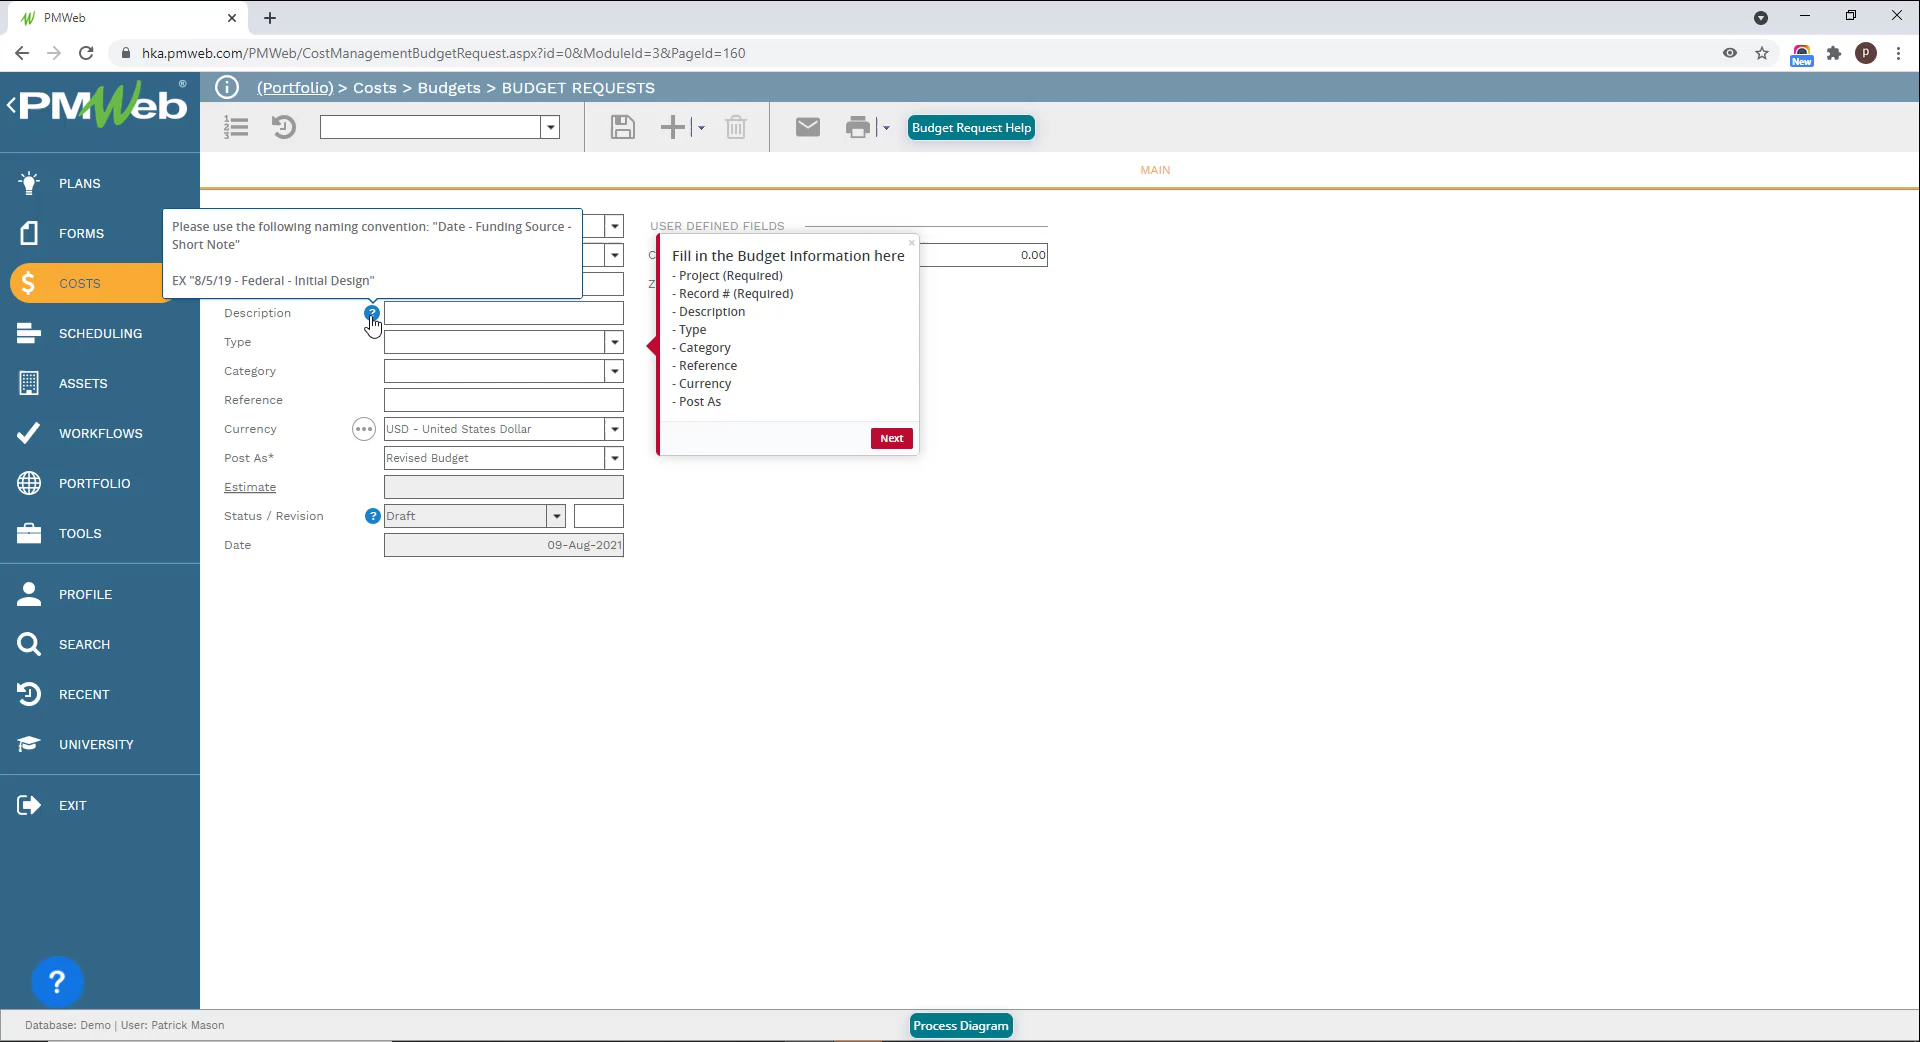 PMWeb
hka.pmweb.com/PMWeb/CostManagementBudgetRequest.aspx?id=0&ModuleId=3&PageId=160
New
P
PMWeb®
(Portfolio) > Costs > Budgets > BUDGET REQUESTS
Budget Request Help
MAIN
PLANS
FORMS
COSTS
SCHEDULING
ASSETS
WORKFLOWS
PORTFOLIO
TOOLS
PROFILE
SEARCH
RECENT
UNIVERSITY
EXIT
Please use the following naming convention: "Date - Funding Source -
Short Note"
EX "8/5/19 - Federal - Initial Design"
Description ?
Type
Category
Reference
Currency USD - United States Dollar
Post As* Revised Budget
Estimate
Status / Revision ? Draft
Date 09-Aug-2021
USER DEFINED FIELDS
C 0.00
Z
Fill in the Budget Information here
- Project (Required)
- Record # (Required)
- Description
- Type
- Category
- Reference
- Currency
- Post As
Next
?
Database: Demo | User: Patrick Mason
Process Diagram